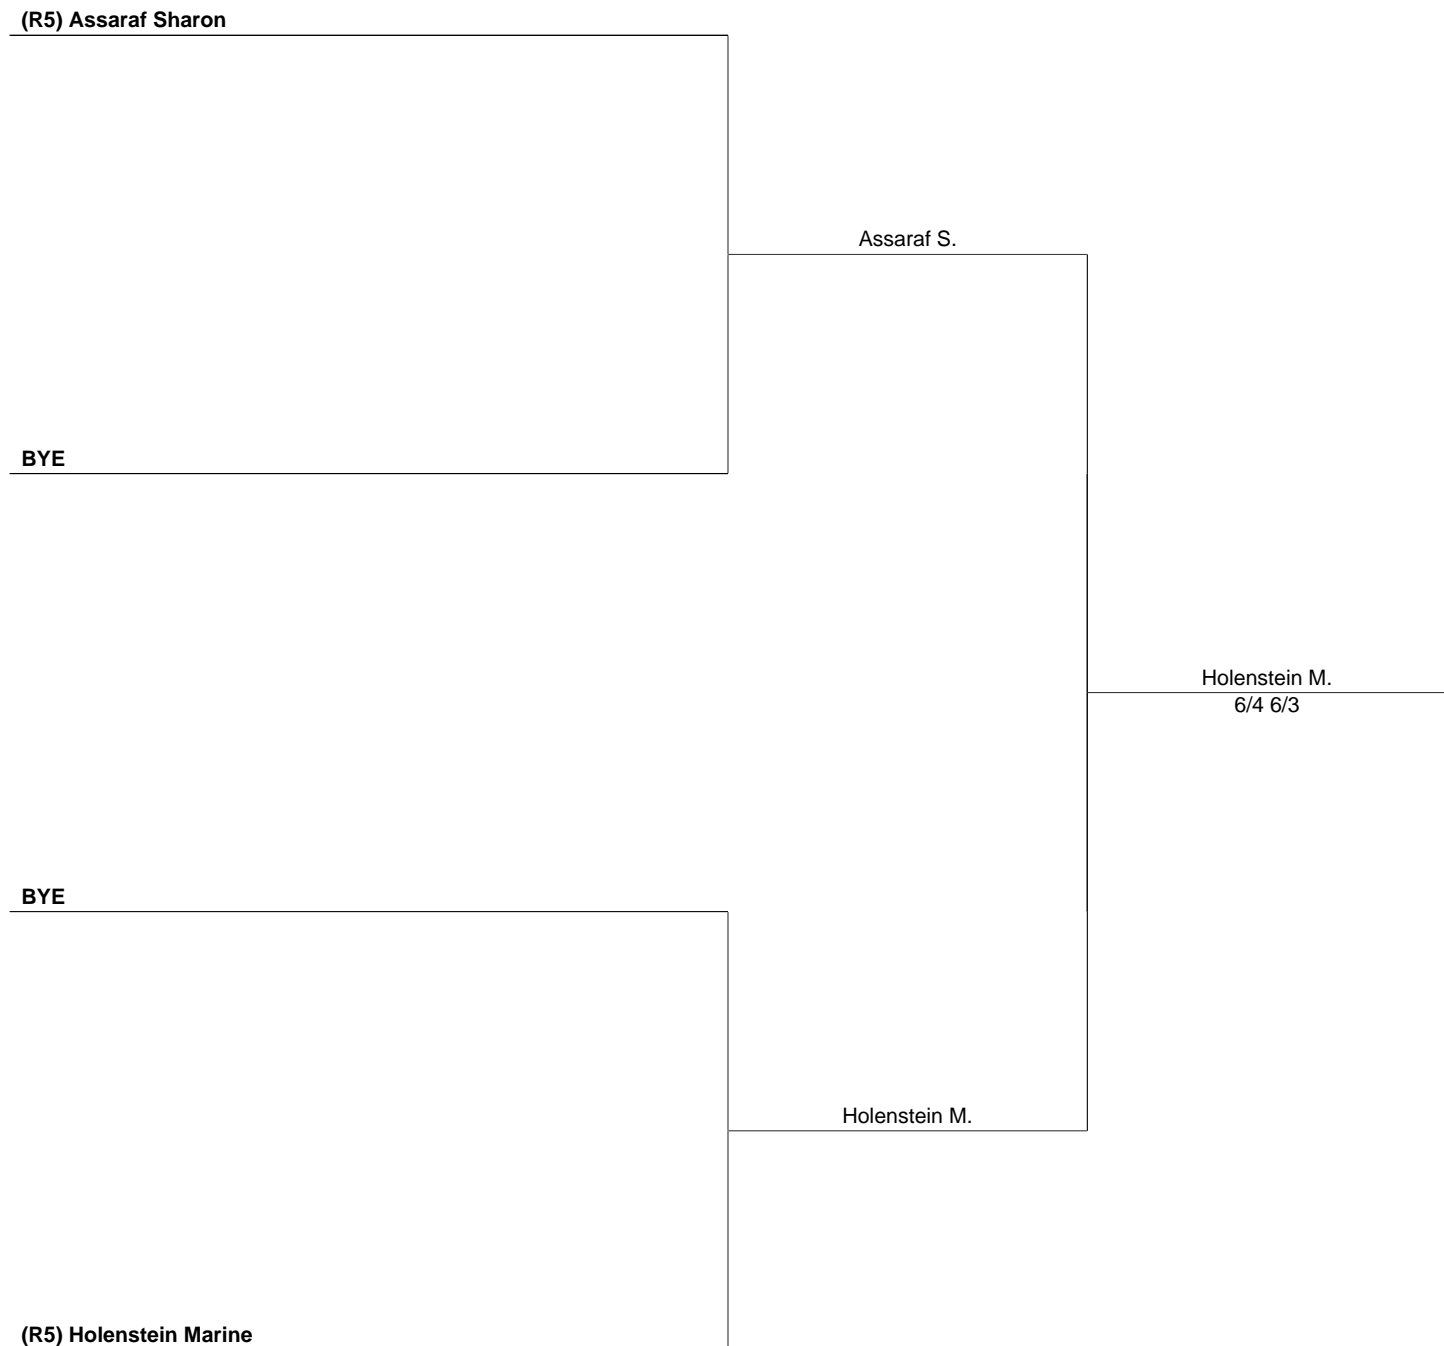 (R5) Assaraf Sharon
Assaraf S.
BYE
Holenstein M.
6/4 6/3
BYE
Holenstein M.
(R5) Holenstein Marine